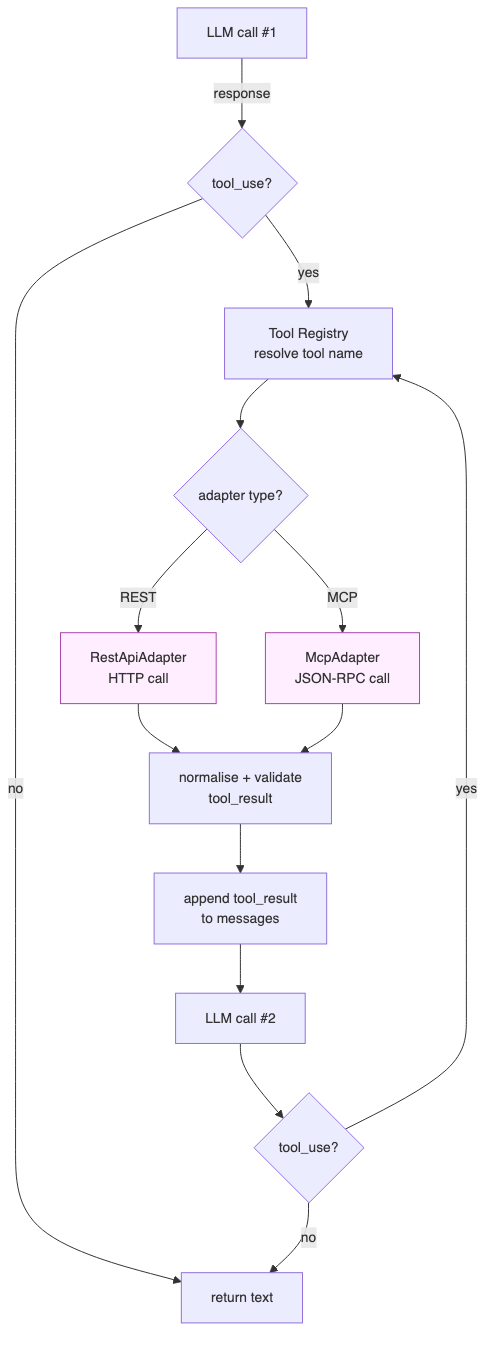 LLM call #1
response
tool_use?
yes
Tool Registry
resolve tool name
adapter type?
REST
MCP
RestApiAdapter
HTTP call
McpAdapter
JSON-RPC call
normalise + validate
tool_result
no
yes
append tool_result
to messages
LLM call #2
tool_use?
no
return text